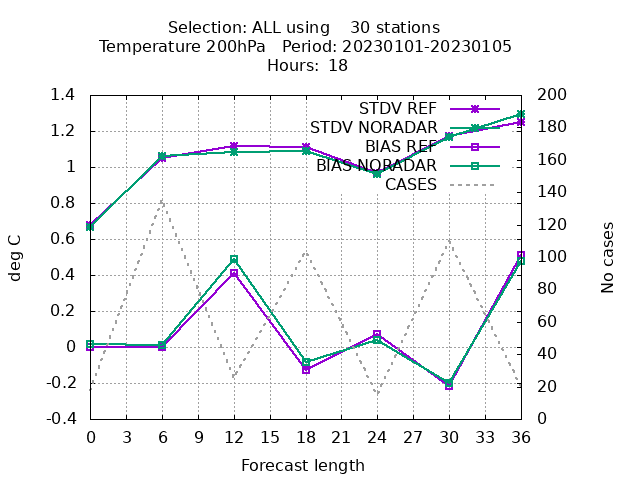 Selection: ALL using    30 stations
Temperature 200hPa   Period: 20230101-20230105
Hours:  18
STDV REF
STDV NORADAR
BIAS REF
BIAS NORADAR
CASES
1.4
1.2
1
0.8
0.6
0.4
0.2
0
-0.2
-0.4
deg C
200
180
160
140
120
100
80
60
40
20
0
No cases
0 3 6 9 12 15 18 21 24 27 30 33 36
Forecast length